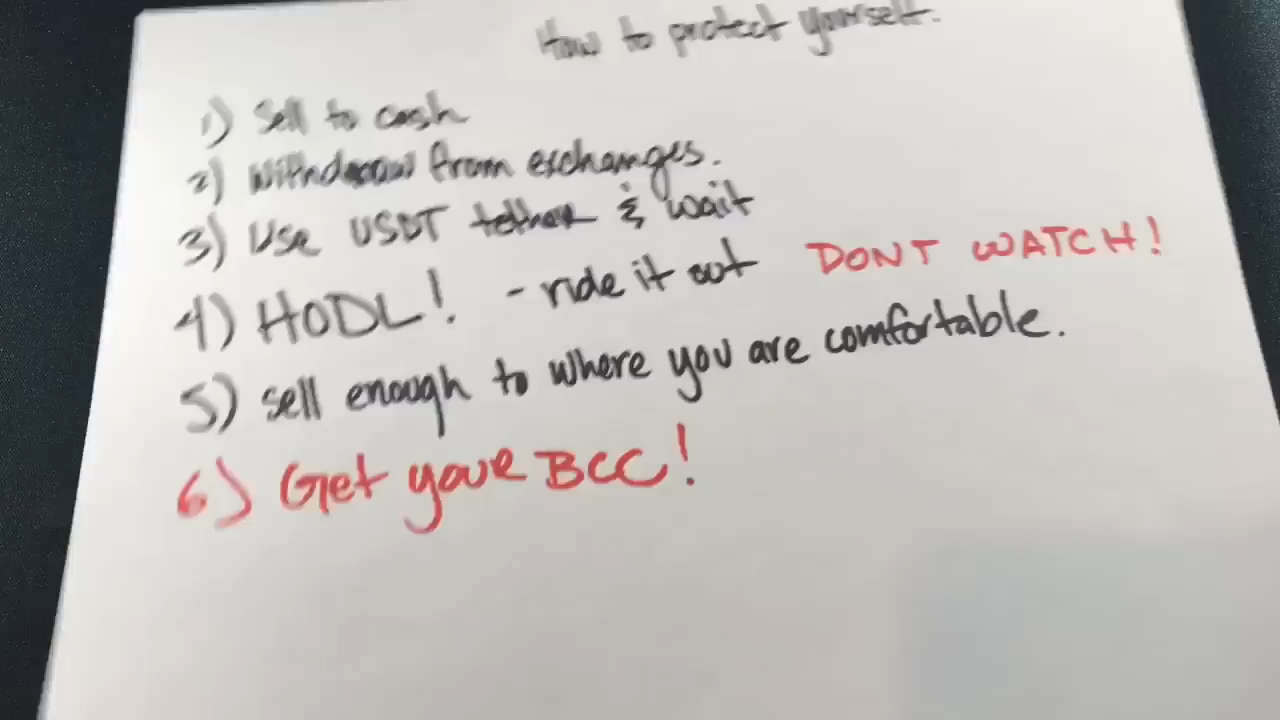 How to protect yourself.
1) Sell to cash
2) Withdraw from exchanges.
3) Use USDT tether & wait
4) HODL! - ride it out DONT WATCH!
5) sell enough to where you are comfortable.
6) Get your BCC!